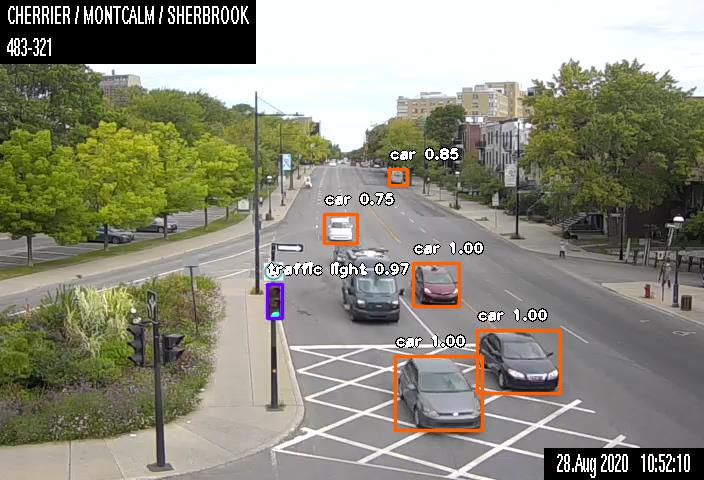 CHERRIER / MONTCALM / SHERBROOK
483-321
car 0.85
car 0.75
car 1.00
traffic light 0.97
car 1.00
car 1.00
28.Aug 2020 10:52:10